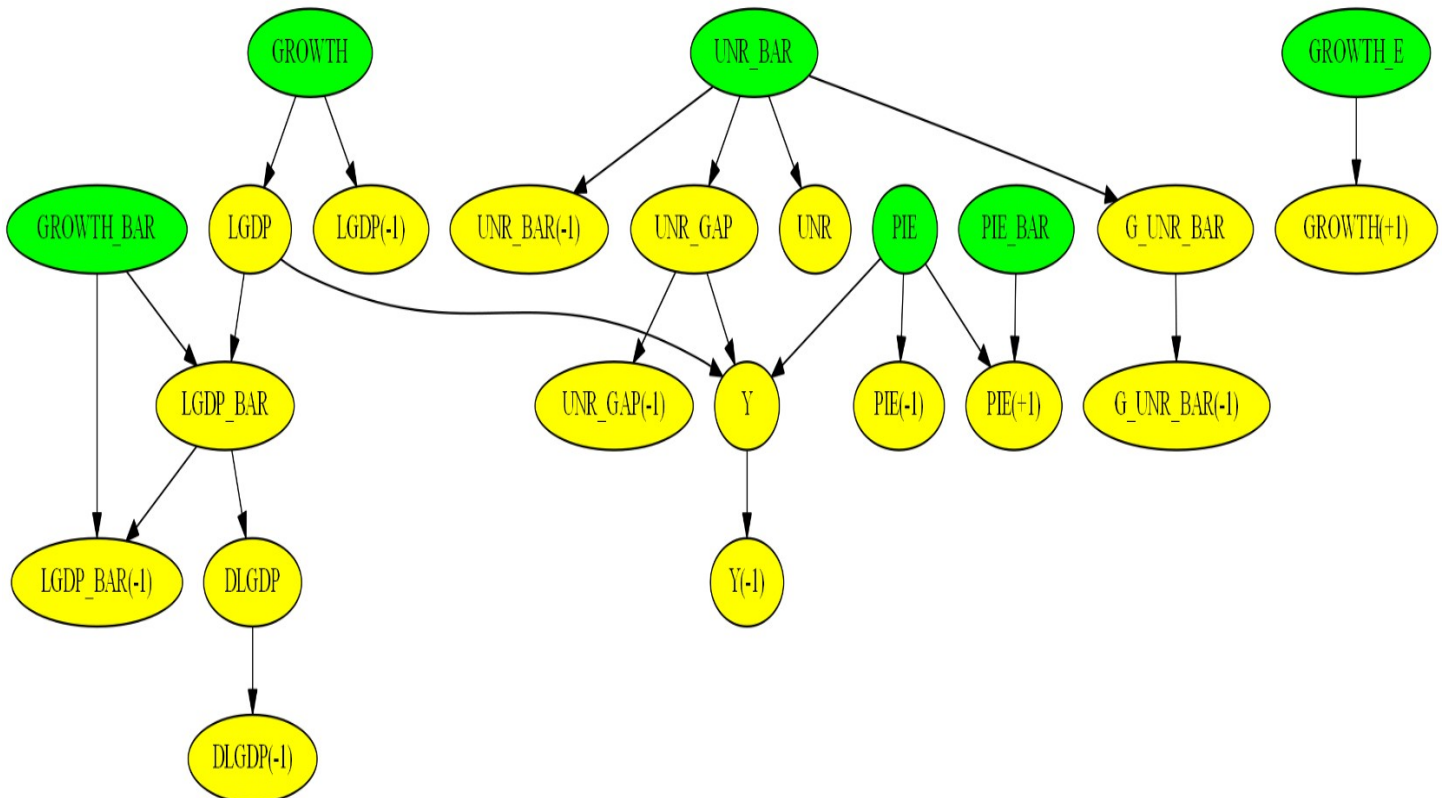 GROWTH
UNR_BAR
GROWTH_E
GROWTH_BAR
LGDP
LGDP(-1)
UNR_BAR(-1)
UNR_GAP
UNR
PIE
PIE_BAR
G_UNR_BAR
GROWTH(+1)
LGDP_BAR
UNR_GAP(-1)
Y
PIE(-1)
PIE(+1)
G_UNR_BAR(-1)
LGDP_BAR(-1)
DLGDP
Y(-1)
DLGDP(-1)